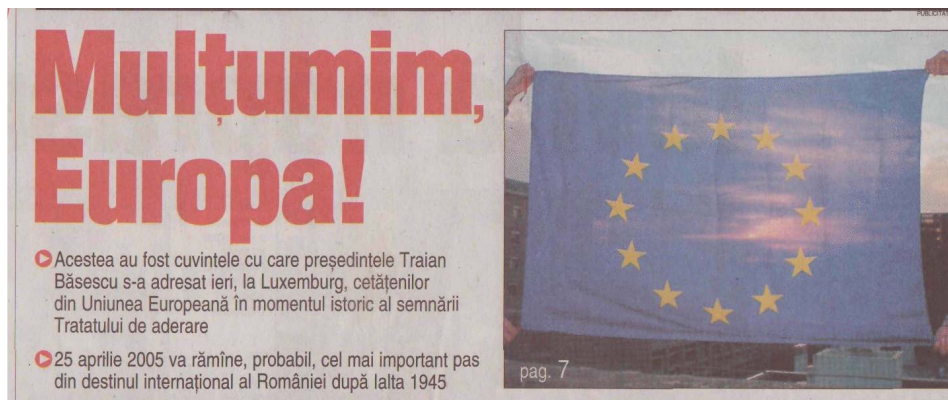 PUBLICITAT
Mulțumim,
Europa!
Acestea au fost cuvintele cu care președintele Traian
Băsescu s-a adresat ieri, la Luxemburg, cetățenilor
din Uniunea Europeană în momentul istoric al semnării
Tratatului de aderare
25 aprilie 2005 va rămîne, probabil, cel mai important pas
din destinul internațional al României după Ialta 1945
pag. 7